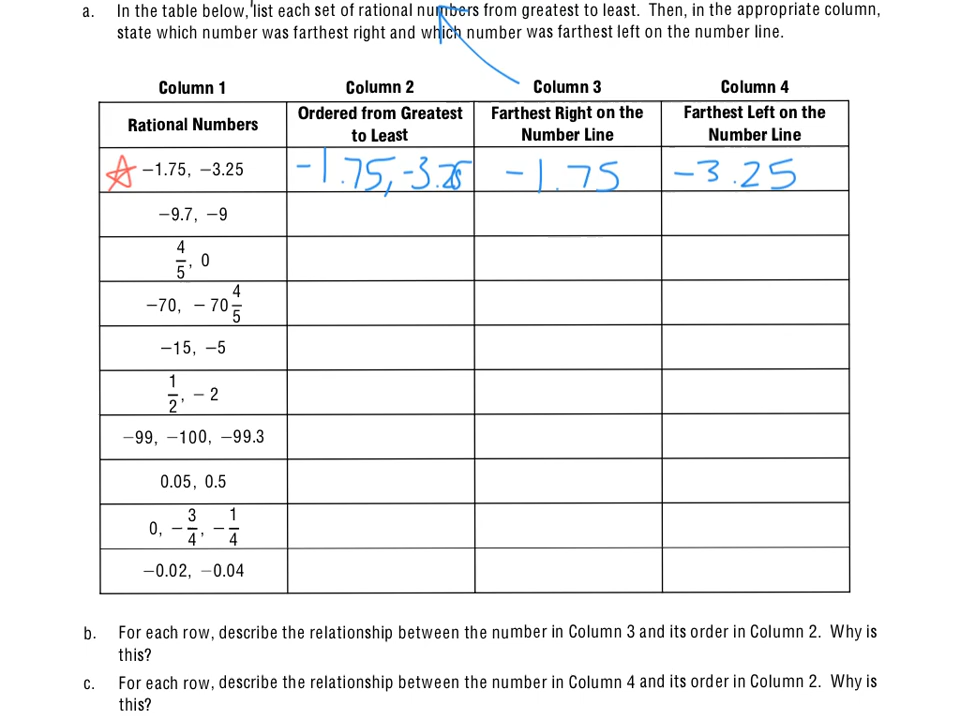 a. In the table below, list each set of rational numbers from greatest to least. Then, in the appropriate column,
state which number was farthest right and which number was farthest left on the number line.
Column 1 Column 2 Column 3 Column 4
Rational Numbers Ordered from Greatest to Least Farthest Right on the Number Line Farthest Left on the Number Line
−1.75, −3.25 -1.75,-3.25 -1.75 -3.25
−9.7, −9
4/5, 0
−70, − 70 4/5
−15, −5
1/2, − 2
−99, −100, −99.3
0.05, 0.5
0, −3/4, −1/4
−0.02, −0.04
b. For each row, describe the relationship between the number in Column 3 and its order in Column 2. Why is
this?
c. For each row, describe the relationship between the number in Column 4 and its order in Column 2. Why is
this?